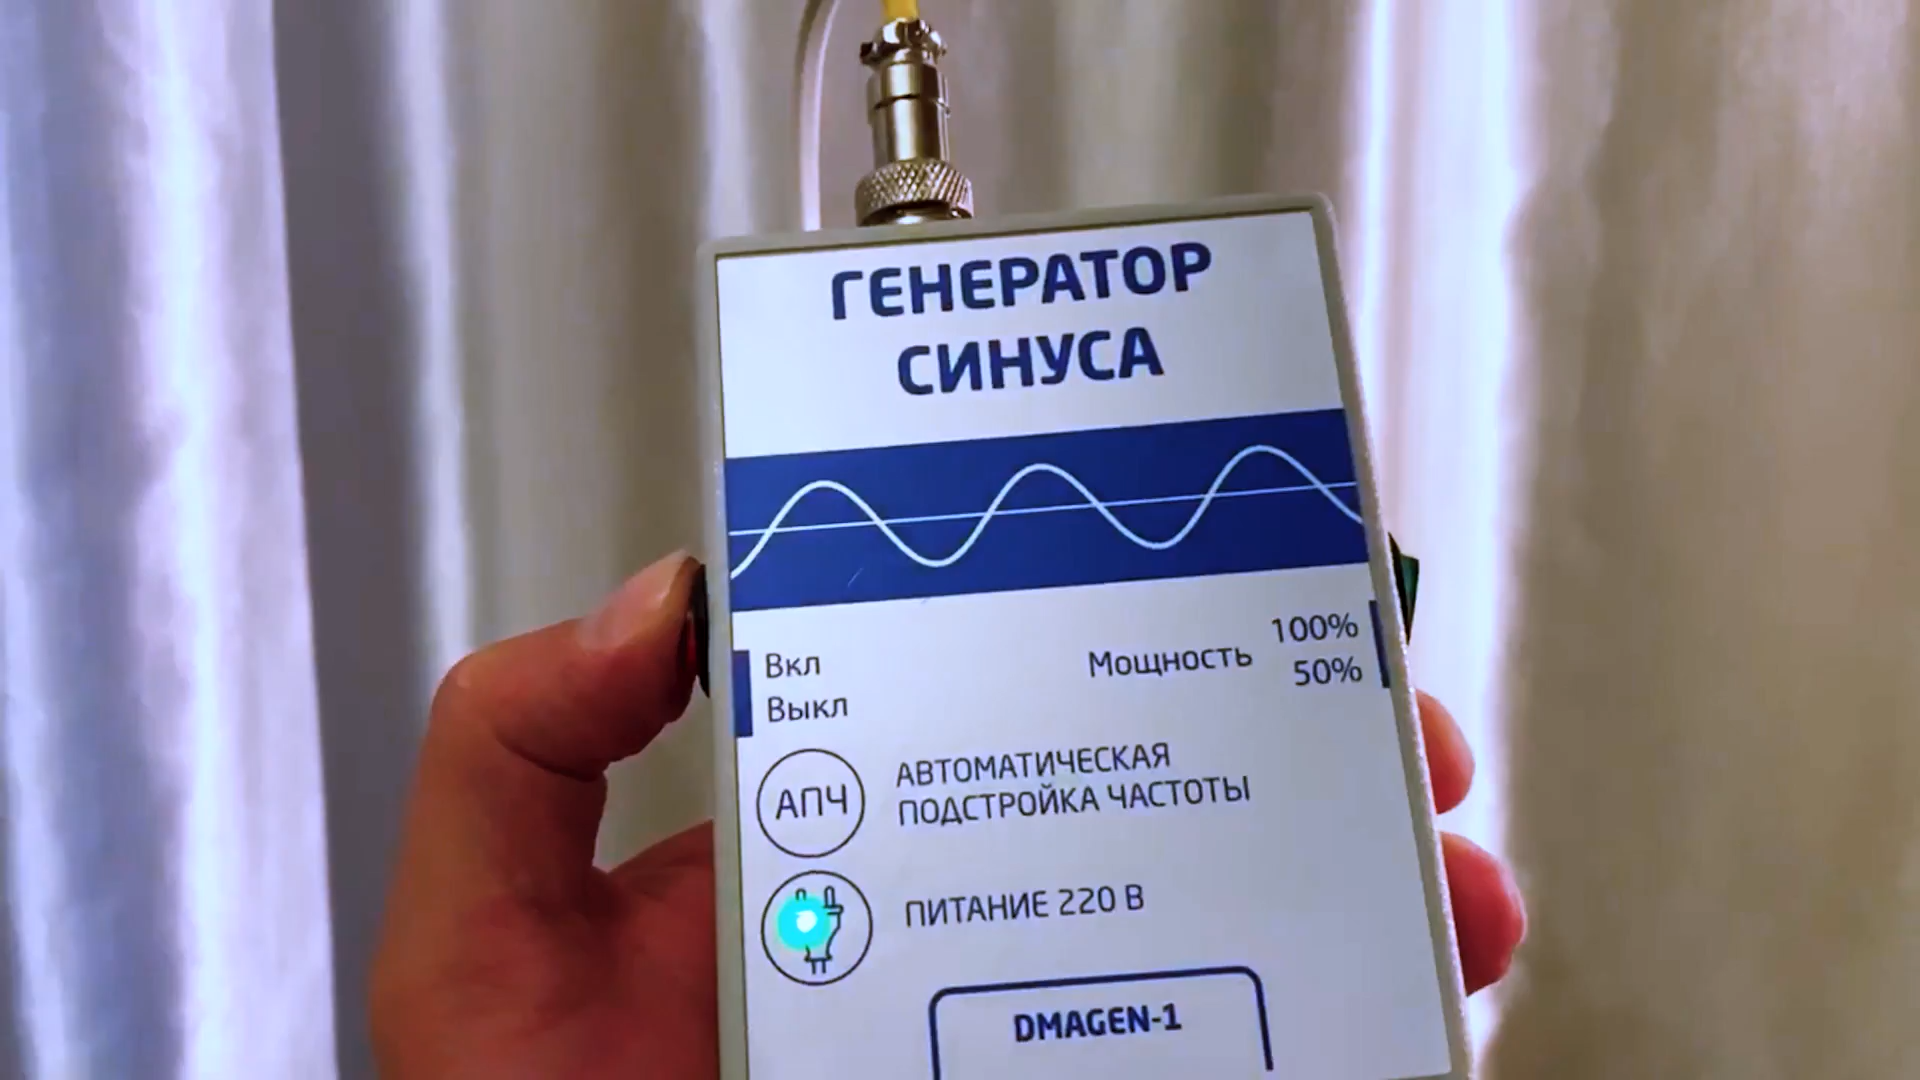 ГЕНЕРАТОР
СИНУСА
Вкл
Выкл
Мощность
100%
50%
АПЧ
АВТОМАТИЧЕСКАЯ
ПОДСТРОЙКА ЧАСТОТЫ
ПИТАНИЕ 220 В
DMAGEN-1